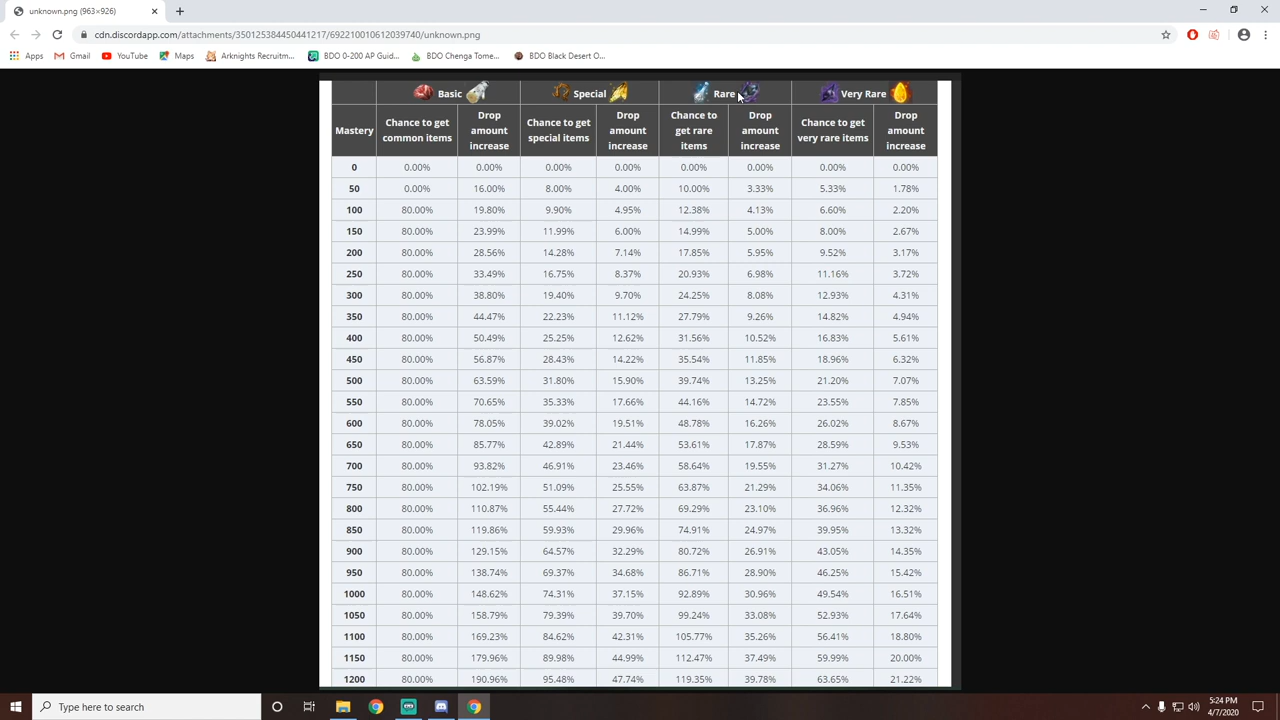 unknown.png (963×926)
cdn.discordapp.com/attachments/350125384450441217/692210010612039740/unknown.png
Apps Gmail YouTube Maps Arknights Recruitm... BDO 0-200 AP Guid... BDO Chenga Tome... BDO Black Desert O...
Basic Special Rare Very Rare
Mastery Chance to get common items Drop amount increase Chance to get special items Drop amount increase Chance to get rare items Drop amount increase Chance to get very rare items Drop amount increase
0 0.00% 0.00% 0.00% 0.00% 0.00% 0.00% 0.00% 0.00%
50 0.00% 16.00% 8.00% 4.00% 10.00% 3.33% 5.33% 1.78%
100 80.00% 19.80% 9.90% 4.95% 12.38% 4.13% 6.60% 2.20%
150 80.00% 23.99% 11.99% 6.00% 14.99% 5.00% 8.00% 2.67%
200 80.00% 28.56% 14.28% 7.14% 17.85% 5.95% 9.52% 3.17%
250 80.00% 33.49% 16.75% 8.37% 20.93% 6.98% 11.16% 3.72%
300 80.00% 38.80% 19.40% 9.70% 24.25% 8.08% 12.93% 4.31%
350 80.00% 44.47% 22.23% 11.12% 27.79% 9.26% 14.82% 4.94%
400 80.00% 50.49% 25.25% 12.62% 31.56% 10.52% 16.83% 5.61%
450 80.00% 56.87% 28.43% 14.22% 35.54% 11.85% 18.96% 6.32%
500 80.00% 63.59% 31.80% 15.90% 39.74% 13.25% 21.20% 7.07%
550 80.00% 70.65% 35.33% 17.66% 44.16% 14.72% 23.55% 7.85%
600 80.00% 78.05% 39.02% 19.51% 48.78% 16.26% 26.02% 8.67%
650 80.00% 85.77% 42.89% 21.44% 53.61% 17.87% 28.59% 9.53%
700 80.00% 93.82% 46.91% 23.46% 58.64% 19.55% 31.27% 10.42%
750 80.00% 102.19% 51.09% 25.55% 63.87% 21.29% 34.06% 11.35%
800 80.00% 110.87% 55.44% 27.72% 69.29% 23.10% 36.96% 12.32%
850 80.00% 119.86% 59.93% 29.96% 74.91% 24.97% 39.95% 13.32%
900 80.00% 129.15% 64.57% 32.29% 80.72% 26.91% 43.05% 14.35%
950 80.00% 138.74% 69.37% 34.68% 86.71% 28.90% 46.25% 15.42%
1000 80.00% 148.62% 74.31% 37.15% 92.89% 30.96% 49.54% 16.51%
1050 80.00% 158.79% 79.39% 39.70% 99.24% 33.08% 52.93% 17.64%
1100 80.00% 169.23% 84.62% 42.31% 105.77% 35.26% 56.41% 18.80%
1150 80.00% 179.96% 89.98% 44.99% 112.47% 37.49% 59.99% 20.00%
1200 80.00% 190.96% 95.48% 47.74% 119.35% 39.78% 63.65% 21.22%
Type here to search
5:24 PM
4/7/2020